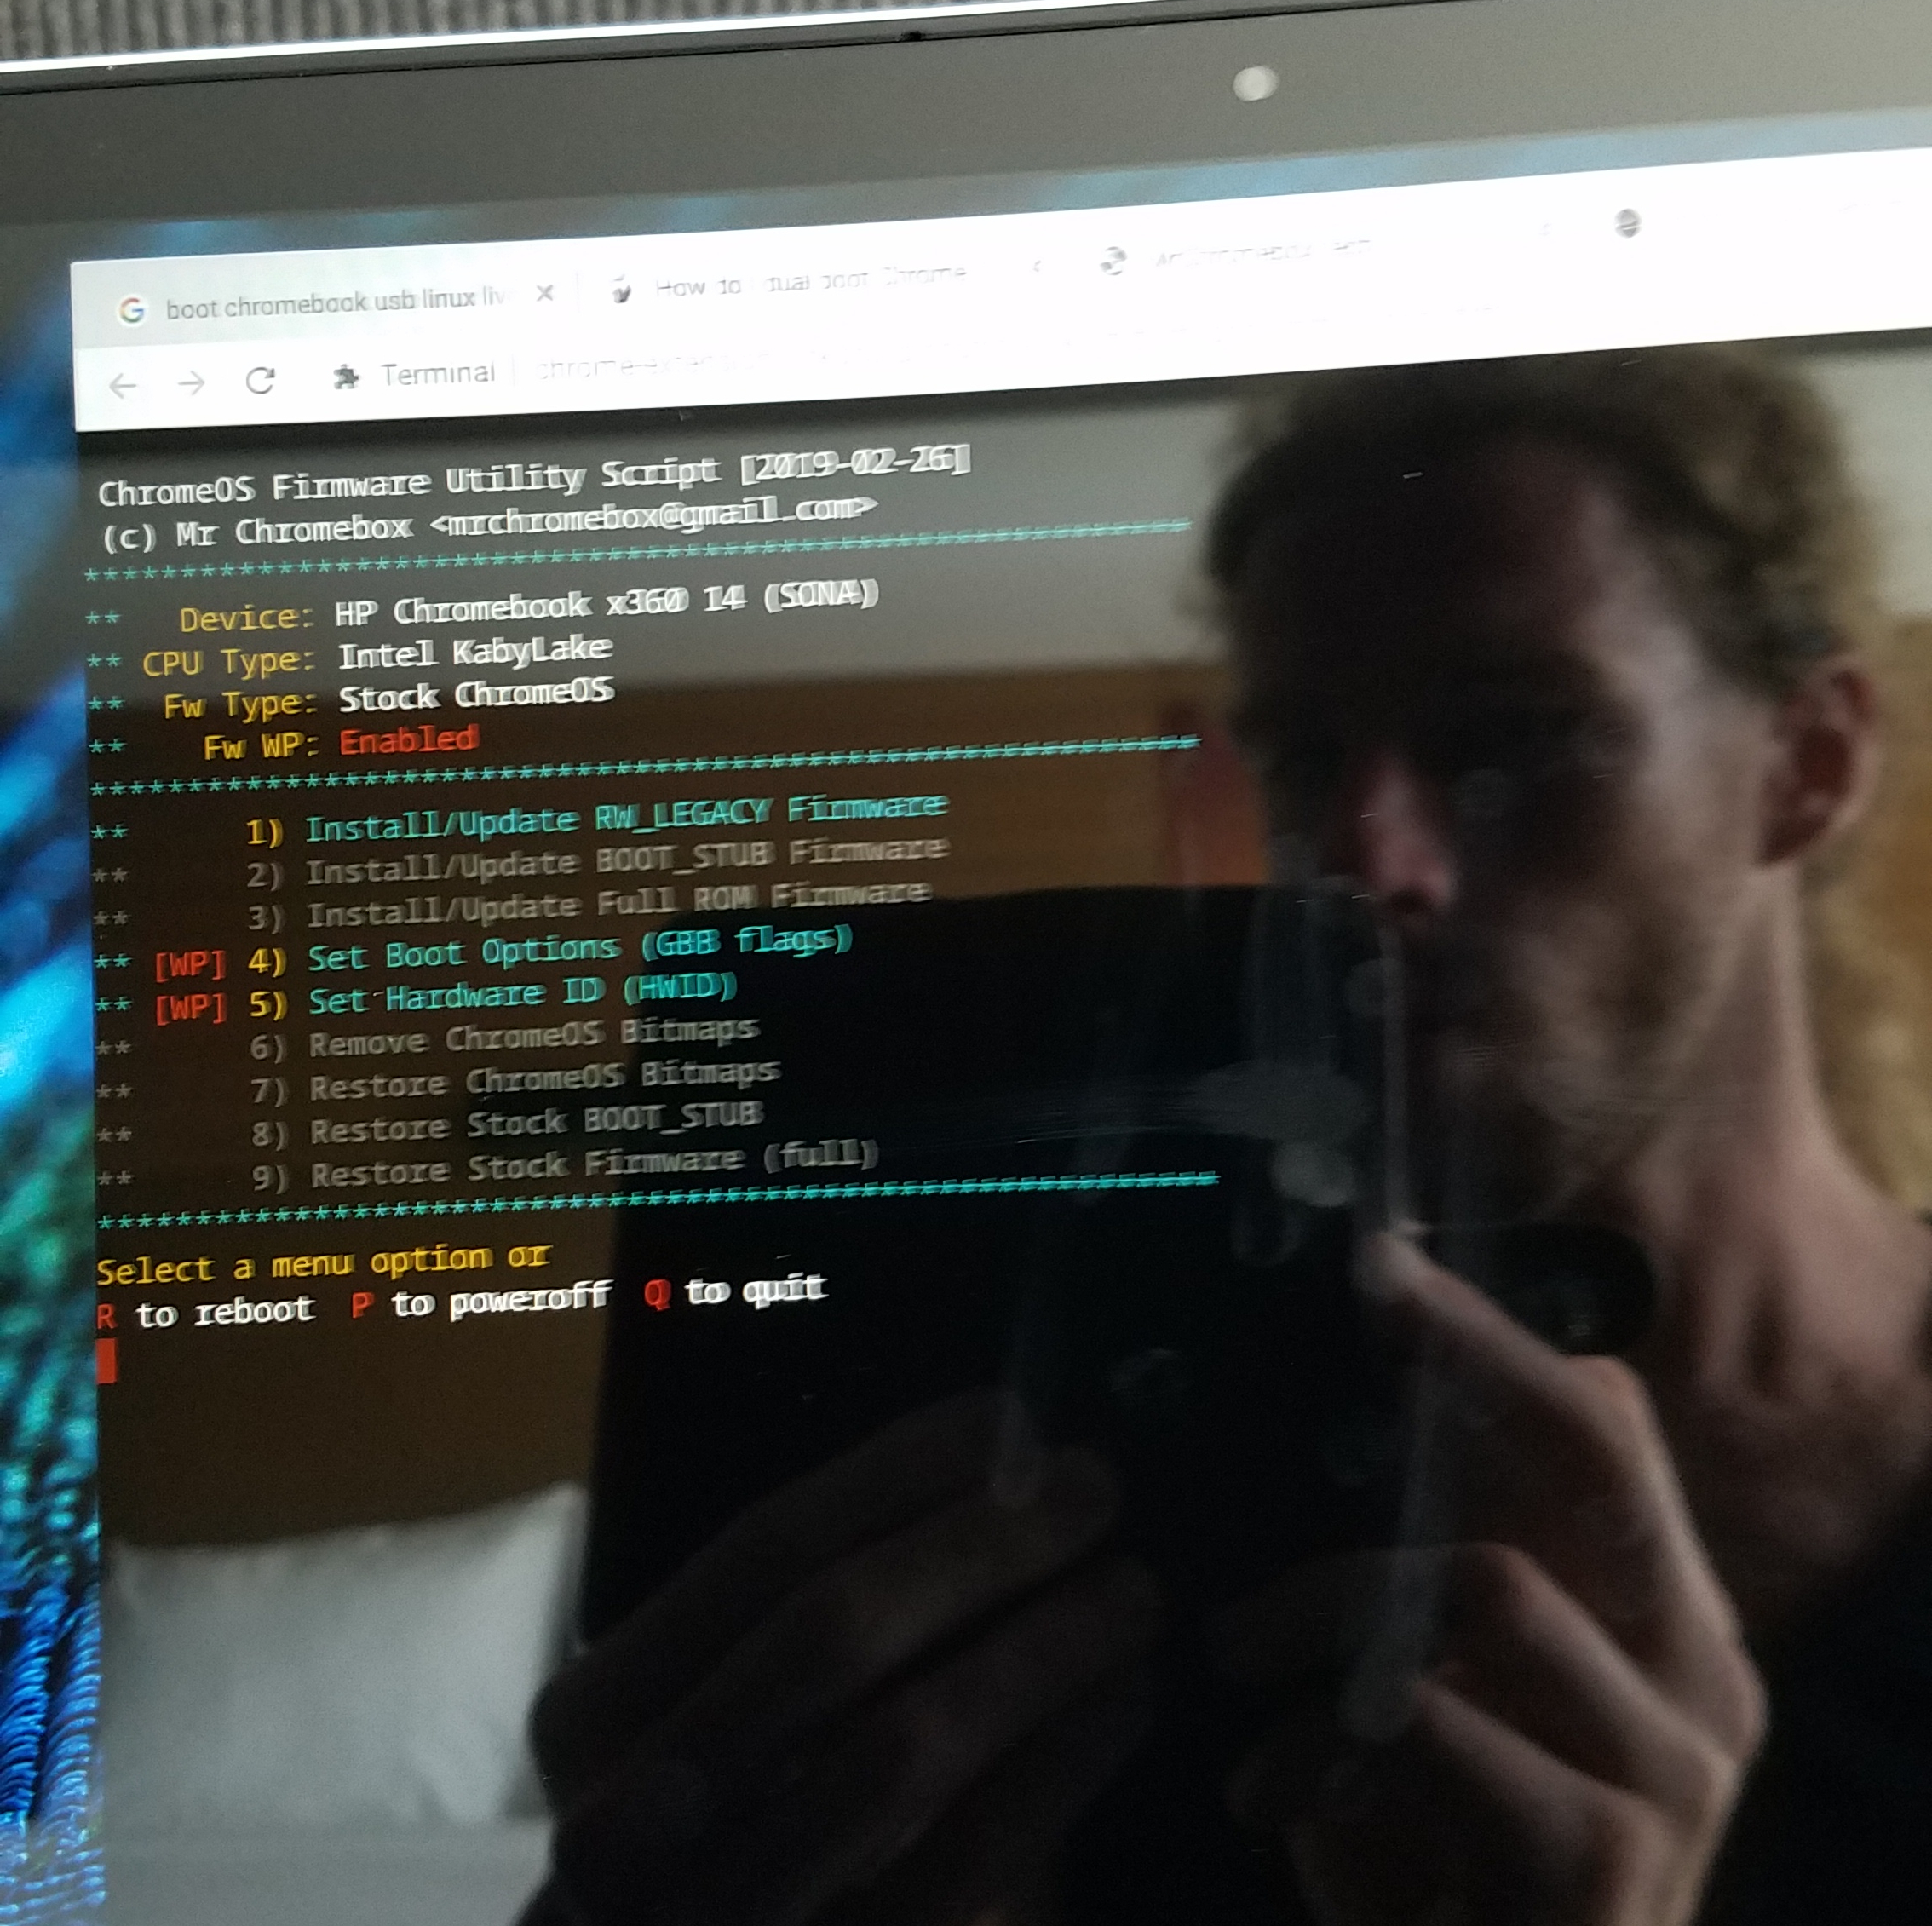 boot chromebook usb linux liv
How to dual boot Chrome
Terminal
ChromeOS Firmware Utility Script [2019-02-26]
(c) Mr Chromebox <mrchromebox@gmail.com>
*********************************************************
** Device: HP Chromebook x360 14 (SONA)
** CPU Type: Intel KabyLake
** Fw Type: Stock ChromeOS
** Fw WP: Enabled
*********************************************************
** 1) Install/Update RW_LEGACY Firmware
** 2) Install/Update BOOT_STUB Firmware
** 3) Install/Update Full ROM Firmware
** [WP] 4) Set Boot Options (GBB flags)
** [WP] 5) Set Hardware ID (HWID)
** 6) Remove ChromeOS Bitmaps
** 7) Restore ChromeOS Bitmaps
** 8) Restore Stock BOOT_STUB
** 9) Restore Stock Firmware (full)
*********************************************************
Select a menu option or
R to reboot P to poweroff Q to quit